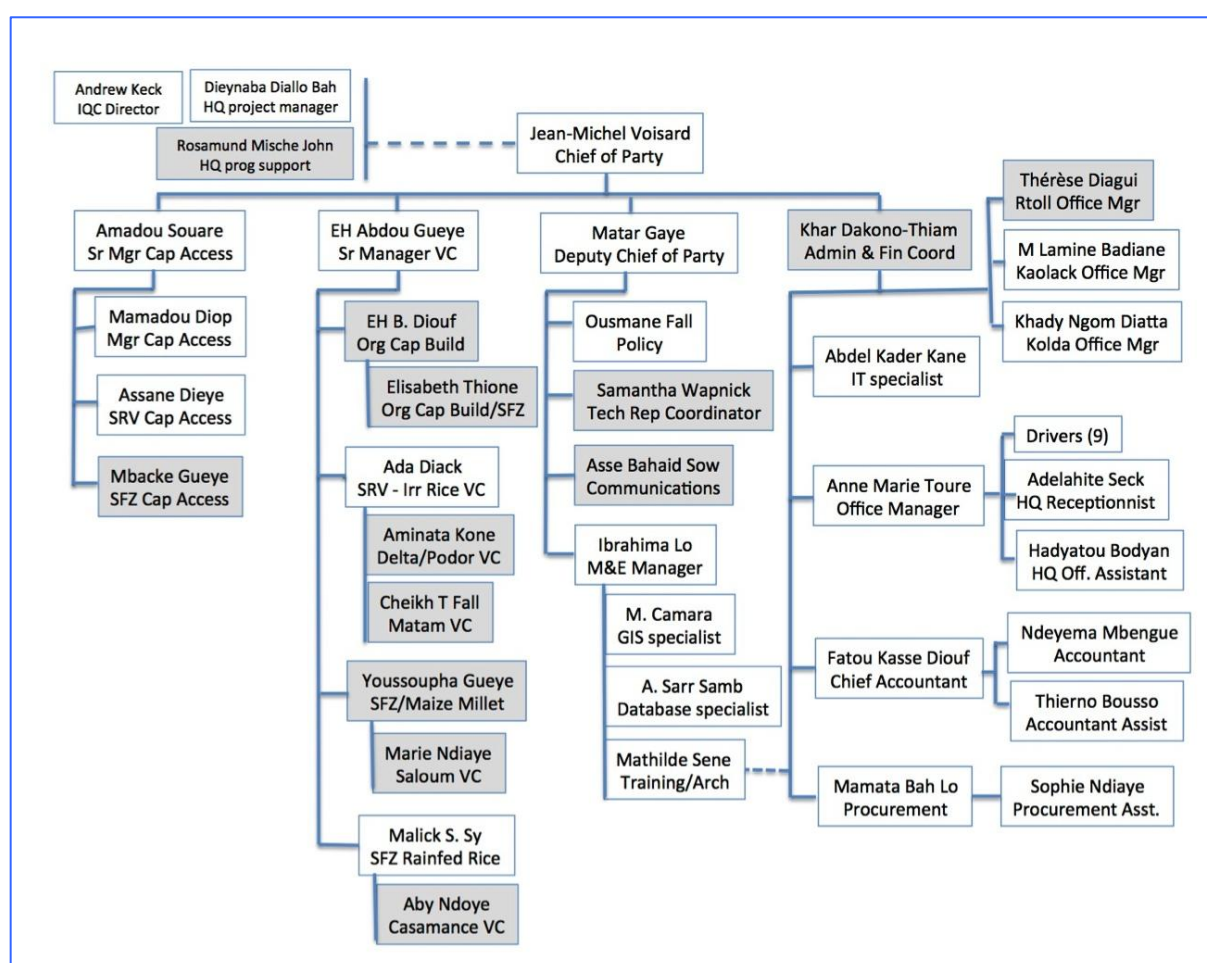 Andrew Keck
IQC Director
Dieynaba Diallo Bah
HQ project manager
Rosamund Mische John
HQ prog support
Jean-Michel Voisard
Chief of Party
Amadou Souare
Sr Mgr Cap Access
Mamadou Diop
Mgr Cap Access
Assane Dieye
SRV Cap Access
Mbacke Gueye
SFZ Cap Access
EH Abdou Gueye
Sr Manager VC
EH B. Diouf
Org Cap Build
Elisabeth Thione
Org Cap Build/SFZ
Ada Diack
SRV - Irr Rice VC
Aminata Kone
Delta/Podor VC
Cheikh T Fall
Matam VC
Youssoupha Gueye
SFZ/Maize Millet
Marie Ndiaye
Saloum VC
Malick S. Sy
SFZ Rainfed Rice
Aby Ndoye
Casamance VC
Matar Gaye
Deputy Chief of Party
Ousmane Fall
Policy
Samantha Wapnick
Tech Rep Coordinator
Asse Bahaid Sow
Communications
Ibrahima Lo
M&E Manager
M. Camara
GIS specialist
A. Sarr Samb
Database specialist
Mathilde Sene
Training/Arch
Khar Dakono-Thiam
Admin & Fin Coord
Thérèse Diagui
Rtoll Office Mgr
M Lamine Badiane
Kaolack Office Mgr
Khady Ngom Diatta
Kolda Office Mgr
Abdel Kader Kane
IT specialist
Anne Marie Toure
Office Manager
Drivers (9)
Adelahite Seck
HQ Receptionnist
Hadyatou Bodyan
HQ Off. Assistant
Fatou Kasse Diouf
Chief Accountant
Ndeyema Mbengue
Accountant
Thierno Bousso
Accountant Assist
Mamata Bah Lo
Procurement
Sophie Ndiaye
Procurement Asst.